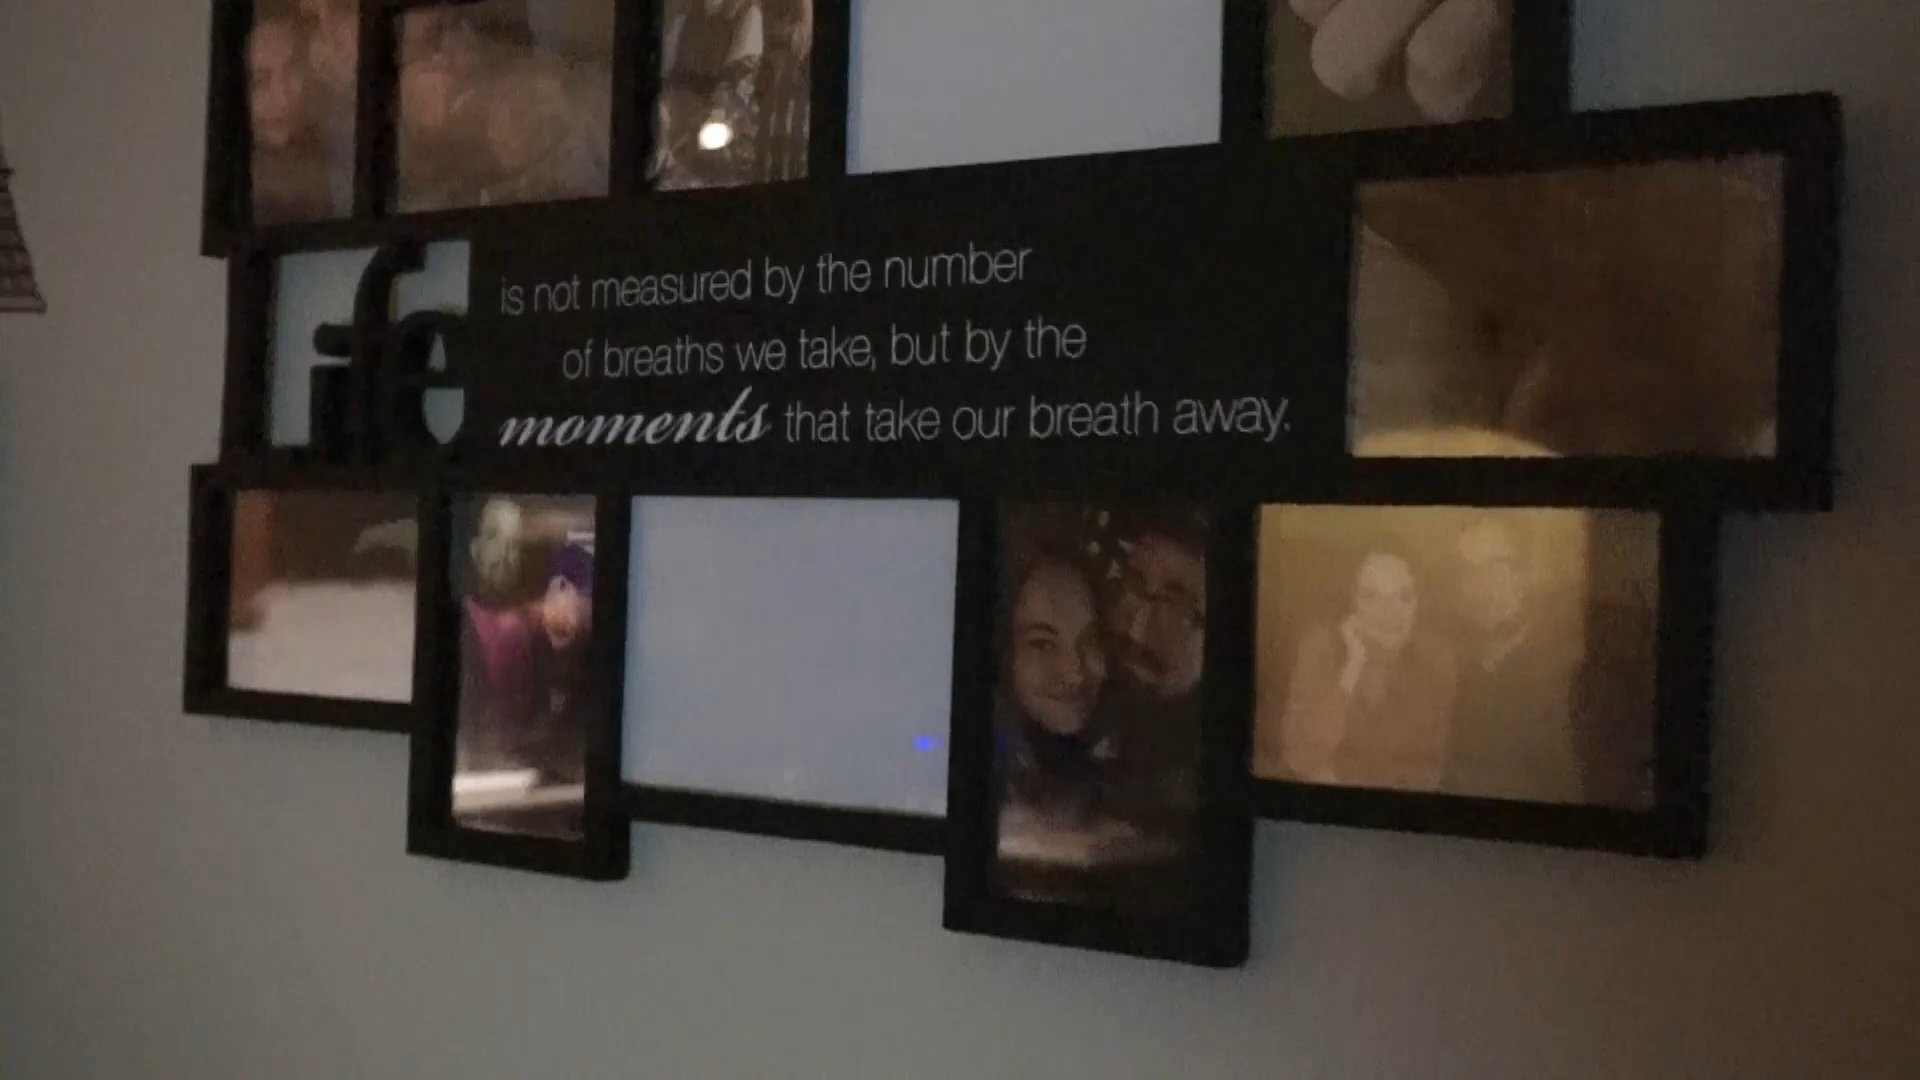 life
is not measured by the number
of breaths we take, but by the
moments that take our breath away.